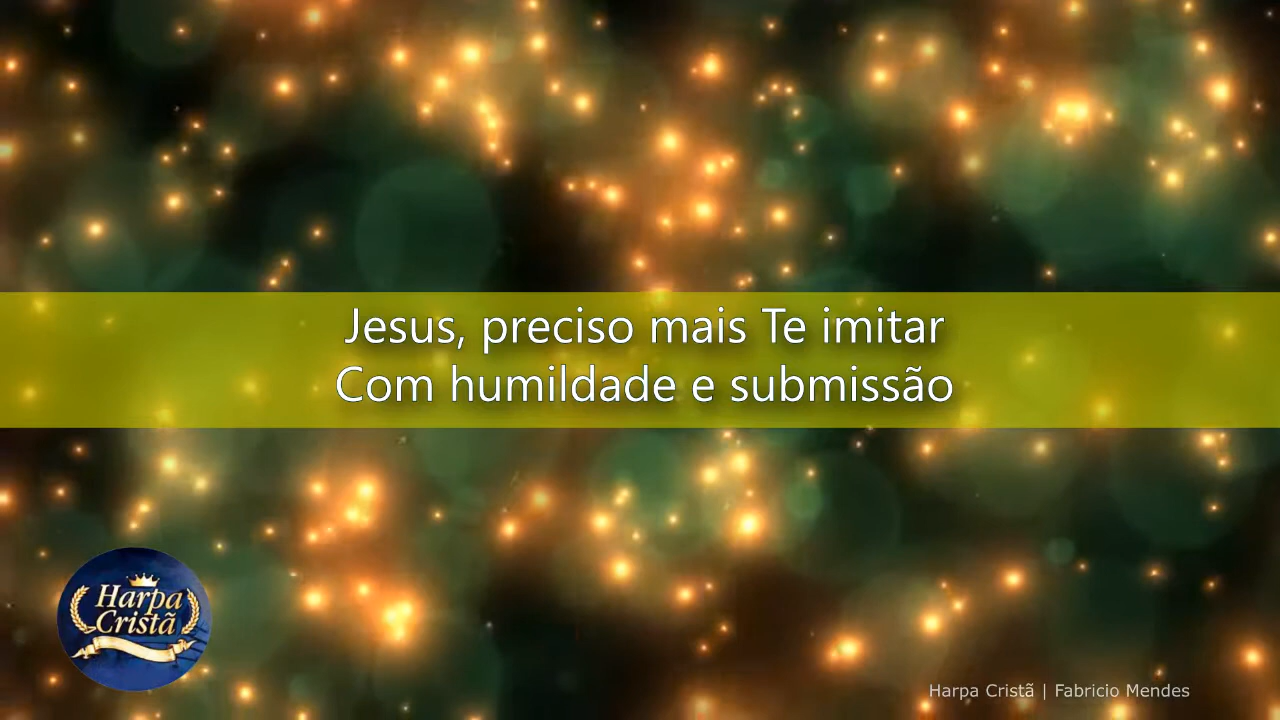 Jesus, preciso mais Te imitar
Com humildade e submissão
Harpa
Cristã
Harpa Cristã | Fabricio Mendes